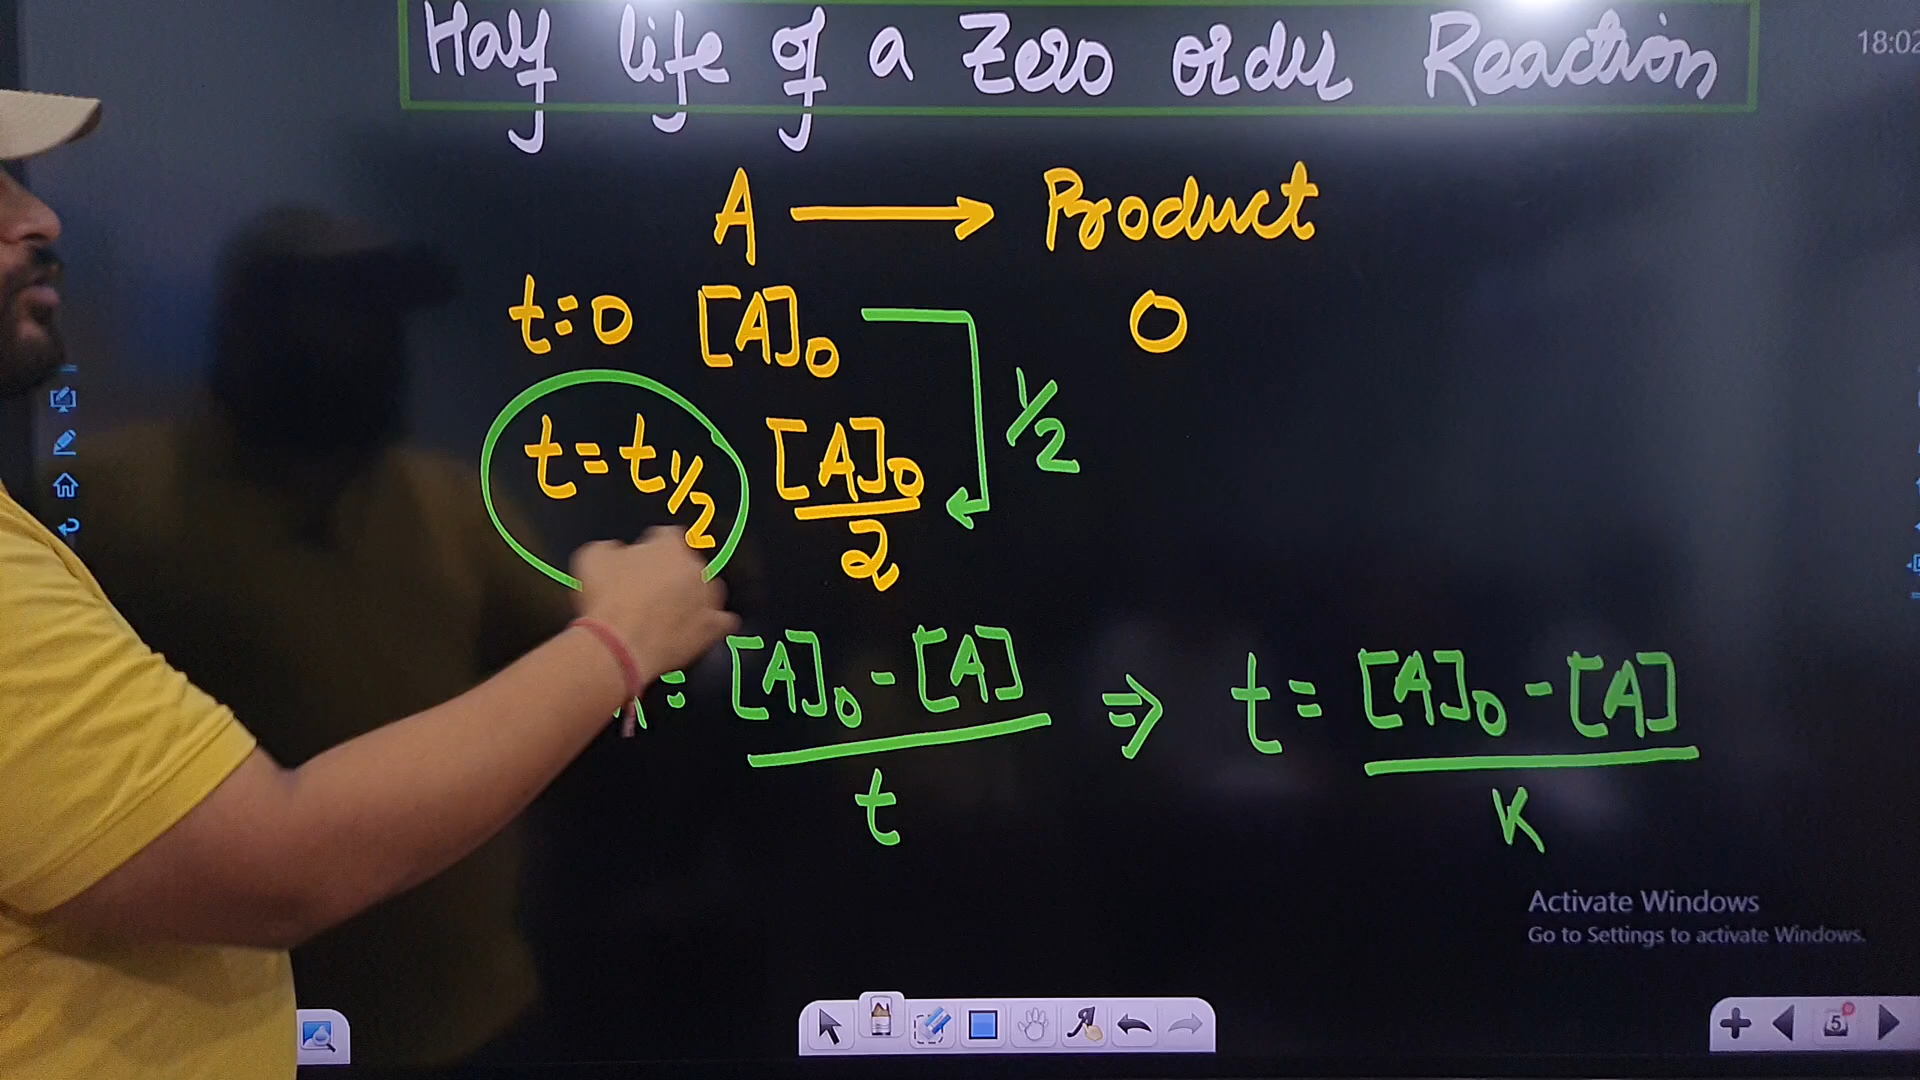 Half life of a Zero order Reaction
18:02
A ⟶ Product
t=0 [A]₀ 0
t=t½ [A]₀/2 ½
= [A]₀-[A]/t ⇒ t = [A]₀-[A]/K
Activate Windows
Go to Settings to activate Windows.
5